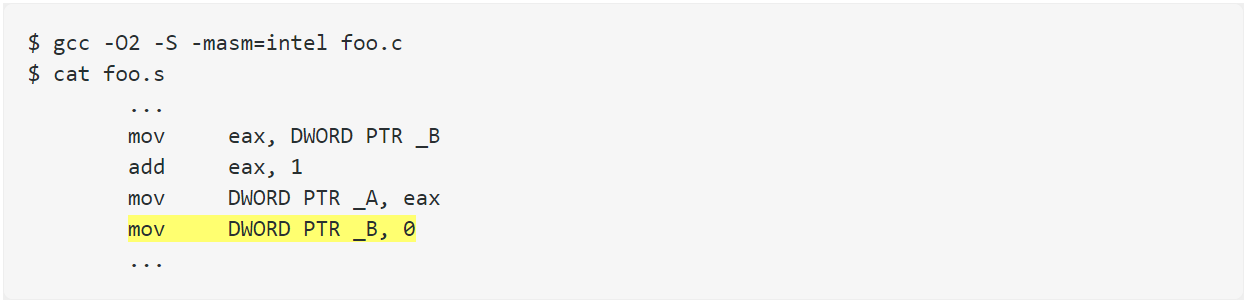 $ gcc -O2 -S -masm=intel foo.c
$ cat foo.s
        ...
        mov     eax, DWORD PTR _B
        add     eax, 1
        mov     DWORD PTR _A, eax
        mov     DWORD PTR _B, 0
        ...